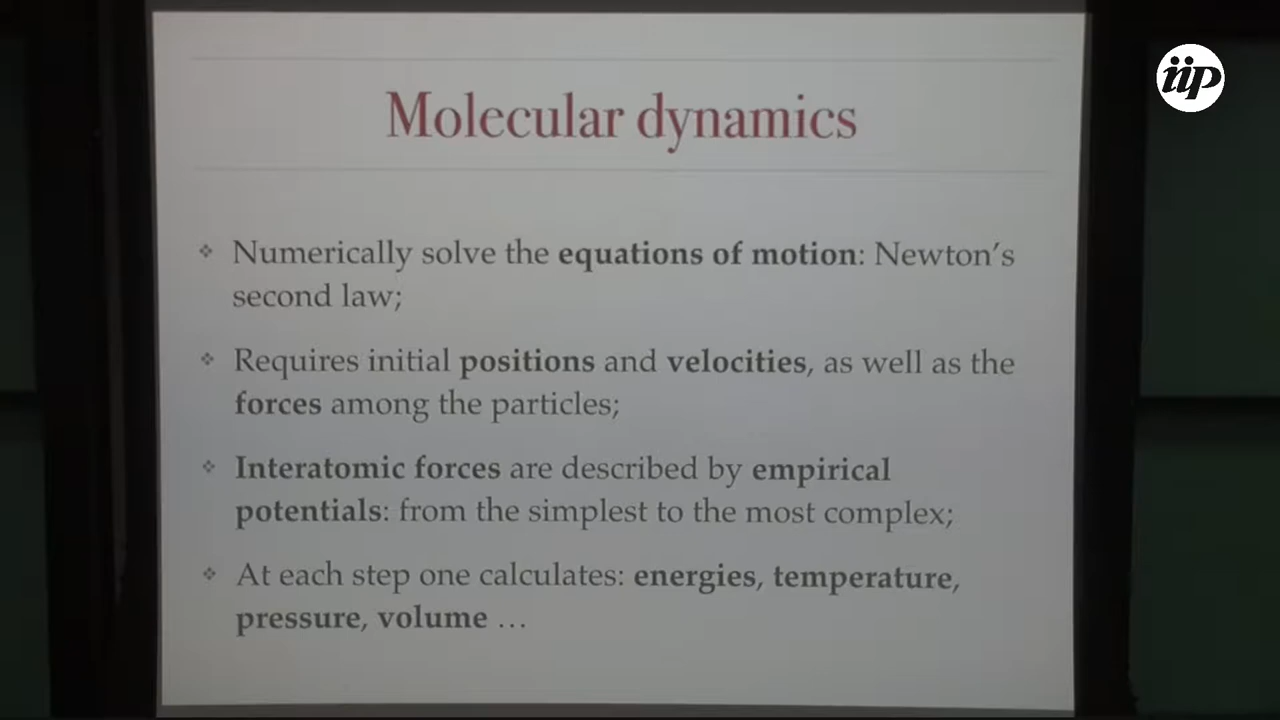 iip
Molecular dynamics
❖ Numerically solve the equations of motion: Newton's
second law;
❖ Requires initial positions and velocities, as well as the
forces among the particles;
❖ Interatomic forces are described by empirical
potentials: from the simplest to the most complex;
❖ At each step one calculates: energies, temperature,
pressure, volume …